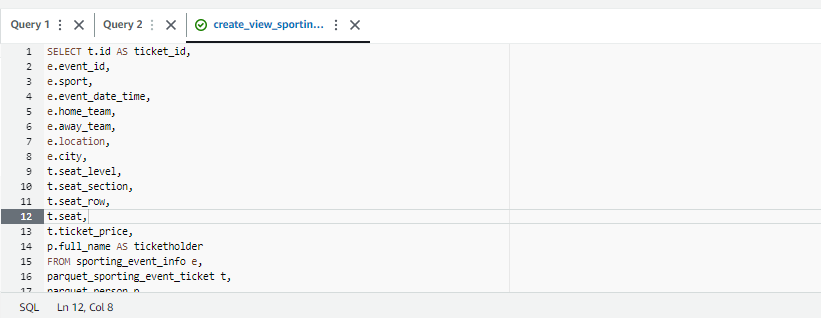 Query 1
Query 2
create_view_sportin...
1 SELECT t.id AS ticket_id,
2 e.event_id,
3 e.sport,
4 e.event_date_time,
5 e.home_team,
6 e.away_team,
7 e.location,
8 e.city,
9 t.seat_level,
10 t.seat_section,
11 t.seat_row,
12 t.seat,
13 t.ticket_price,
14 p.full_name AS ticketholder
15 FROM sporting_event_info e,
16 parquet_sporting_event_ticket t,
17 parquet_person p
SQL Ln 12, Col 8